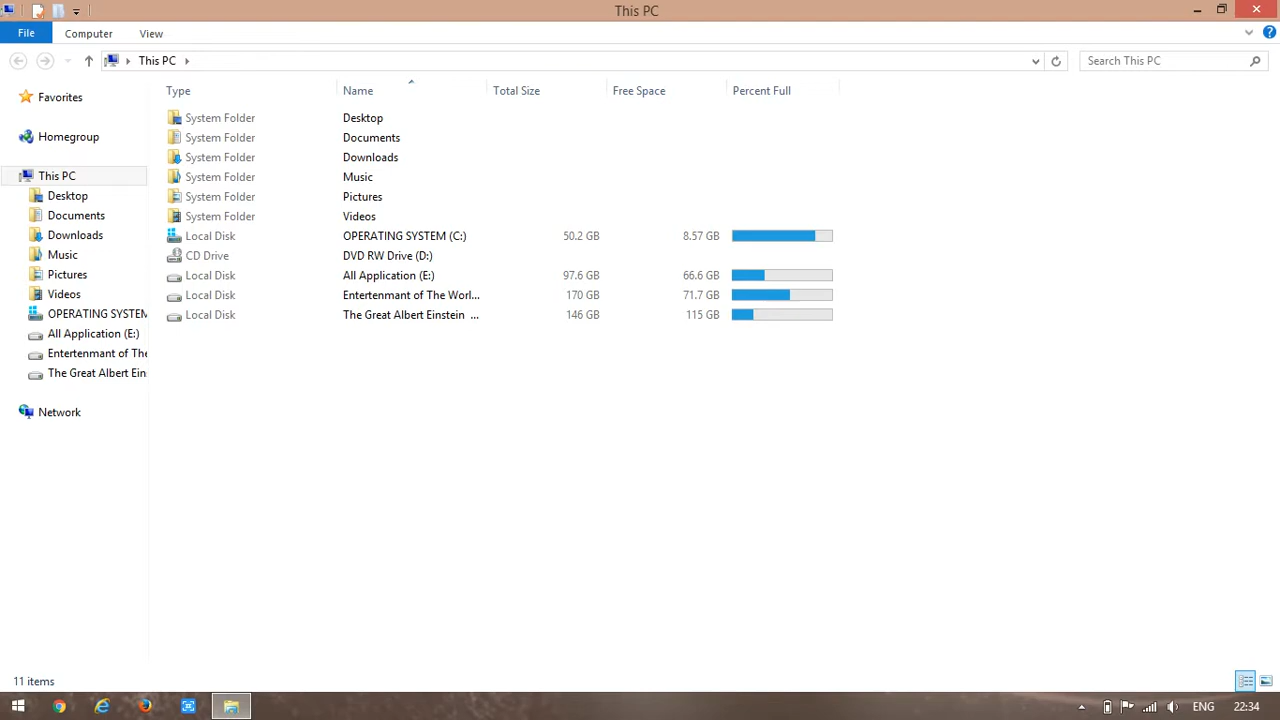 This PC
File Computer View
This PC Search This PC
Favorites
Homegroup
This PC
Desktop
Documents
Downloads
Music
Pictures
Videos
OPERATING SYSTEM
All Application (E:)
Entertenmant of The
The Great Albert Ein
Network
Type Name Total Size Free Space Percent Full
System Folder Desktop
System Folder Documents
System Folder Downloads
System Folder Music
System Folder Pictures
System Folder Videos
Local Disk OPERATING SYSTEM (C:) 50.2 GB 8.57 GB
CD Drive DVD RW Drive (D:)
Local Disk All Application (E:) 97.6 GB 66.6 GB
Local Disk Entertenmant of The Worl... 170 GB 71.7 GB
Local Disk The Great Albert Einstein ... 146 GB 115 GB
11 items
ENG 22:34